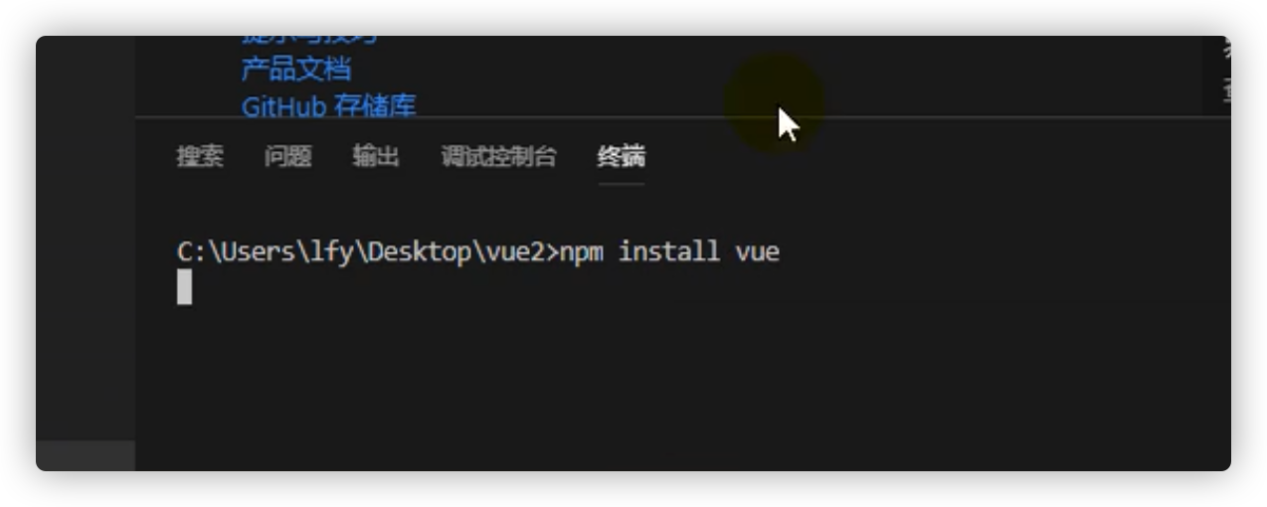 产品文档
GitHub 存储库
搜索 问题 输出 调试控制台 终端
C:\Users\lfy\Desktop\vue2>npm install vue